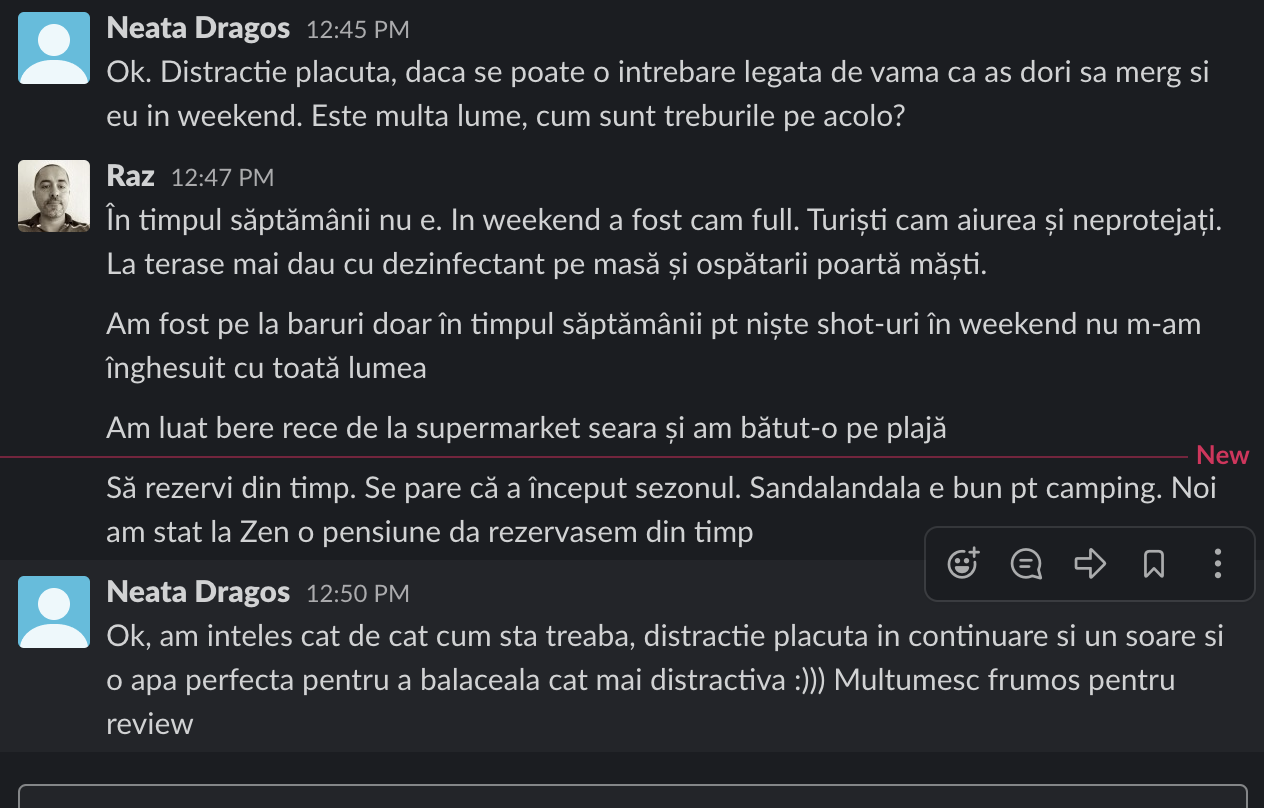 Neata Dragos 12:45 PM
Ok. Distractie placuta, daca se poate o intrebare legata de vama ca as dori sa merg si
eu in weekend. Este multa lume, cum sunt treburile pe acolo?
Raz 12:47 PM
În timpul săptămânii nu e. In weekend a fost cam full. Turiști cam aiurea și neprotejați.
La terase mai dau cu dezinfectant pe masă și ospătarii poartă măști.
Am fost pe la baruri doar în timpul săptămânii pt niște shot-uri în weekend nu m-am
înghesuit cu toată lumea
Am luat bere rece de la supermarket seara și am bătut-o pe plajă
New
Să rezervi din timp. Se pare că a început sezonul. Sandalandala e bun pt camping. Noi
am stat la Zen o pensiune da rezervasem din timp
Neata Dragos 12:50 PM
Ok, am inteles cat de cat cum sta treaba, distractie placuta in continuare si un soare si
o apa perfecta pentru a balaceala cat mai distractiva :))) Multumesc frumos pentru
review